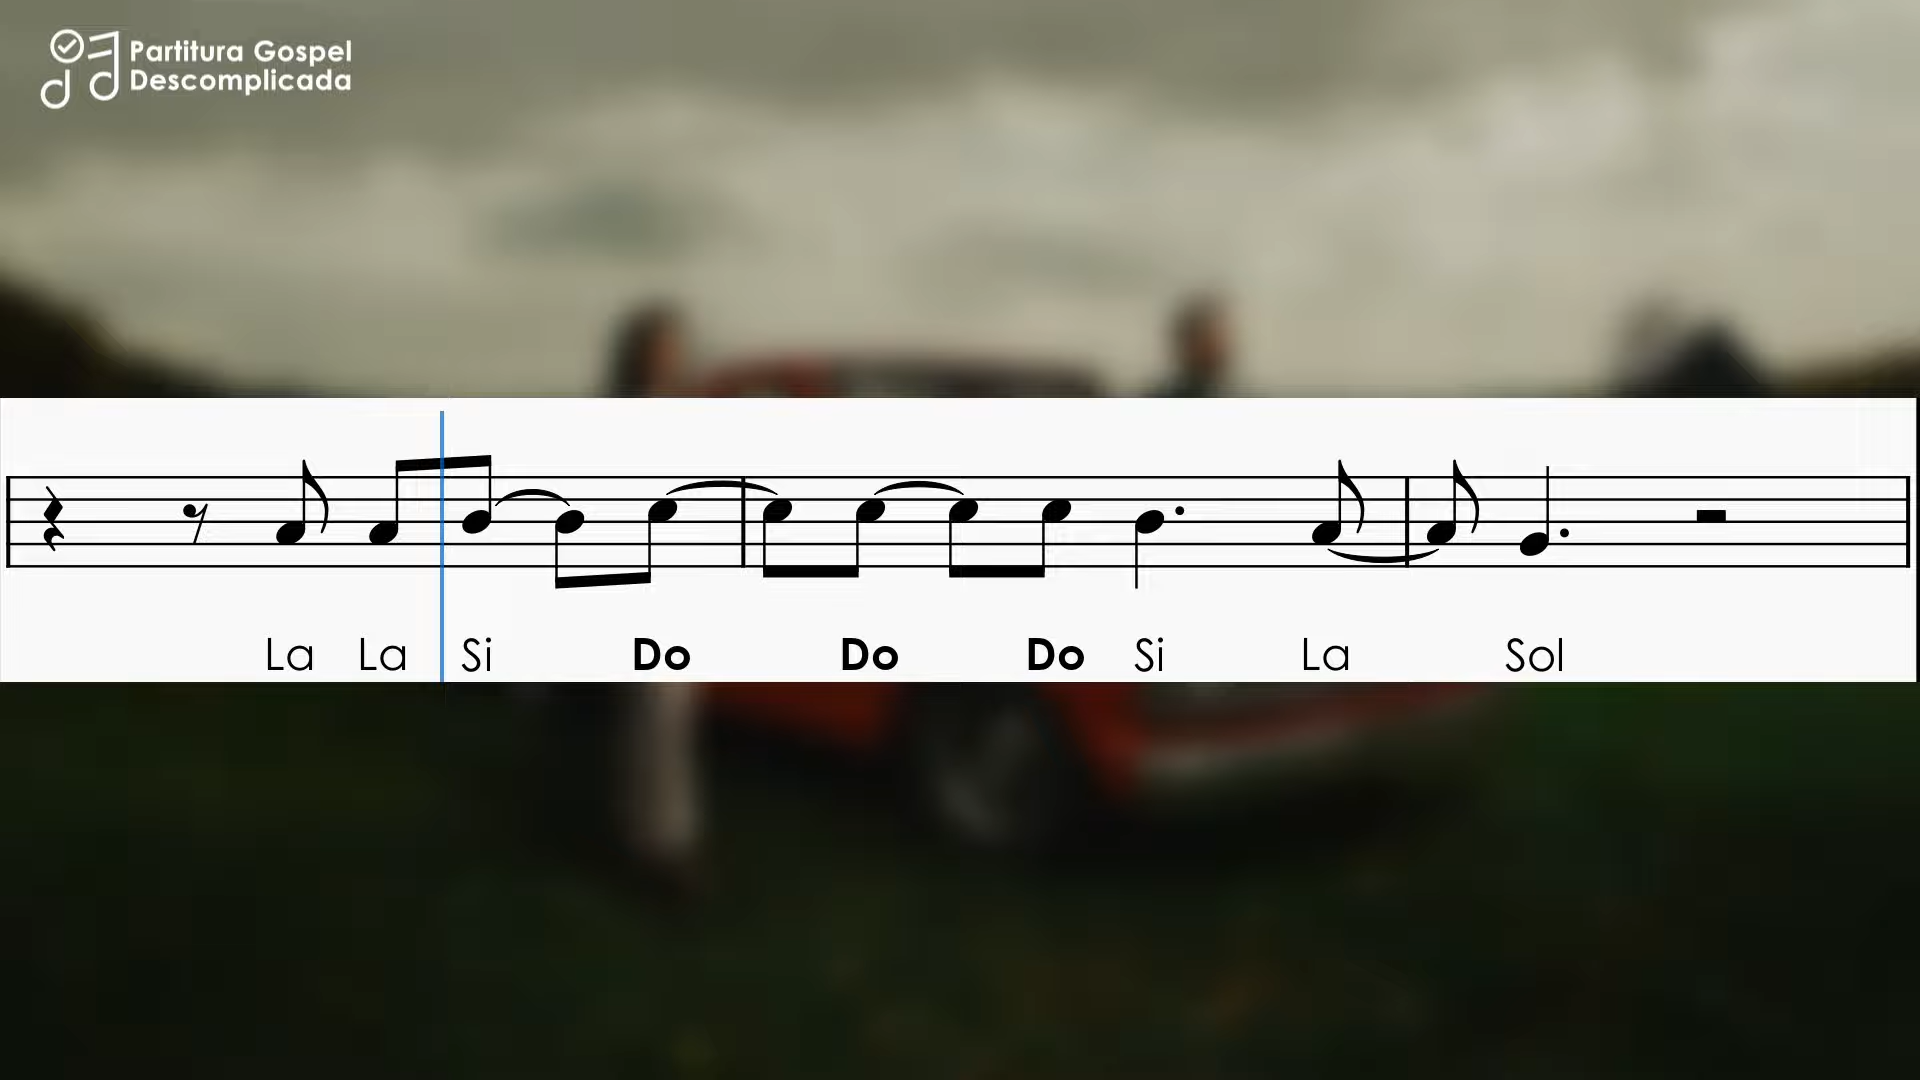 Partitura Gospel
Descomplicada
La La Si Do Do Do Si La Sol